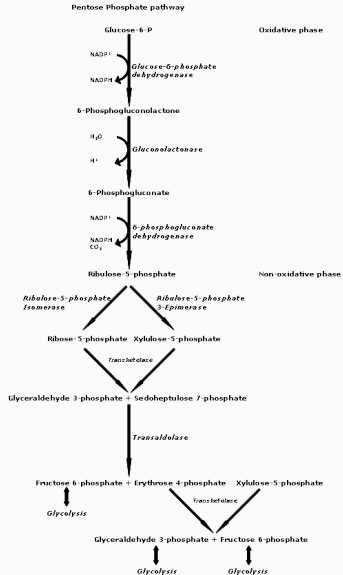 Pentose Phosphate pathway
Glucose-6-P Oxidative phase
NADP+
Glucose-6-phosphate
dehydrogenase
NADPH
6-Phosphogluconolactone
H2O
Gluconolactonase
H+
6-Phosphogluconate
NADP+
6-phosphogluconate
dehydrogenase
NADPH
CO2
Ribulose-5-phosphate Non-oxidative phase
Ribulose-5-phosphate Ribulose-5-phosphate
Isomerase 3-Epimerase
Ribose-5-phosphate Xylulose-5-phosphate
Transketolase
Glyceraldehyde 3-phosphate + Sedoheptulose 7-phosphate
Transaldolase
Fructose 6-phosphate + Erythrose 4-phosphate Xylulose-5-phosphate
Transketolase
Glycolysis
Glyceraldehyde 3-phosphate + Fructose 6-phosphate
Glycolysis Glycolysis